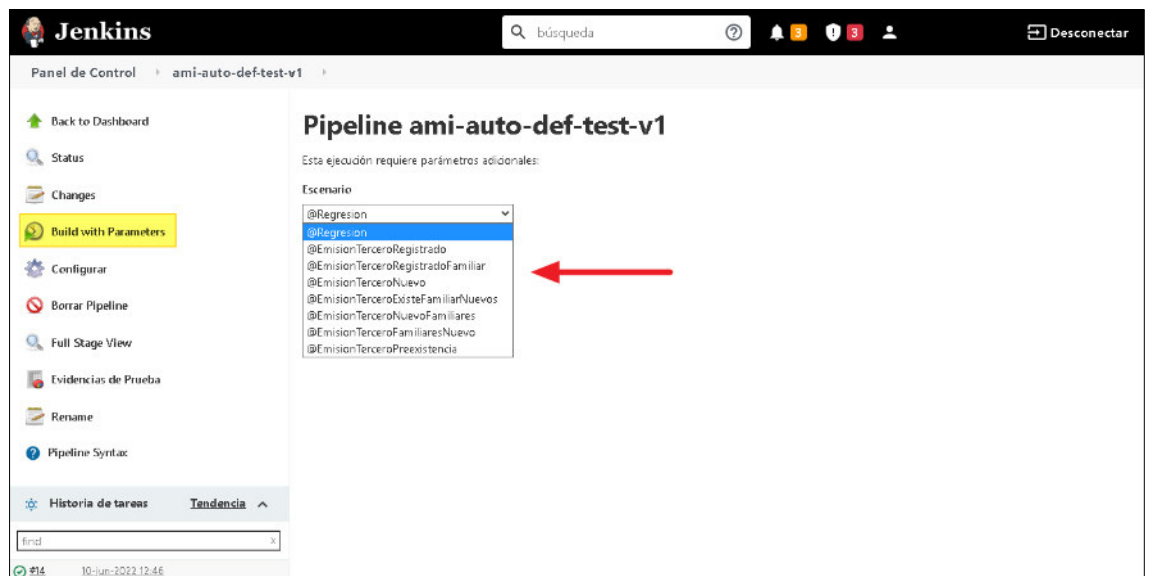 Jenkins
búsqueda
3
3
Desconectar
Panel de Control
ami-auto-def-test-v1
Back to Dashboard
Status
Changes
Build with Parameters
Configurar
Borrar Pipeline
Full Stage View
Evidencias de Prueba
Rename
Pipeline Syntax
Historia de tareas
Tendencia
find
x
#14
10-jun-2022 12:46
Pipeline ami-auto-def-test-v1
Esta ejecución requiere parámetros adicionales:
Escenario
@Regresion
@Regresion
@EmisionTerceroRegistrado
@EmisionTerceroRegistradoFamiliar
@EmisionTerceroNuevo
@EmisionTerceroExisteFamiliarNuevos
@EmisionTerceroNuevoFamiliares
@EmisionTerceroFamiliaresNuevo
@EmisionTerceroPreexistencia